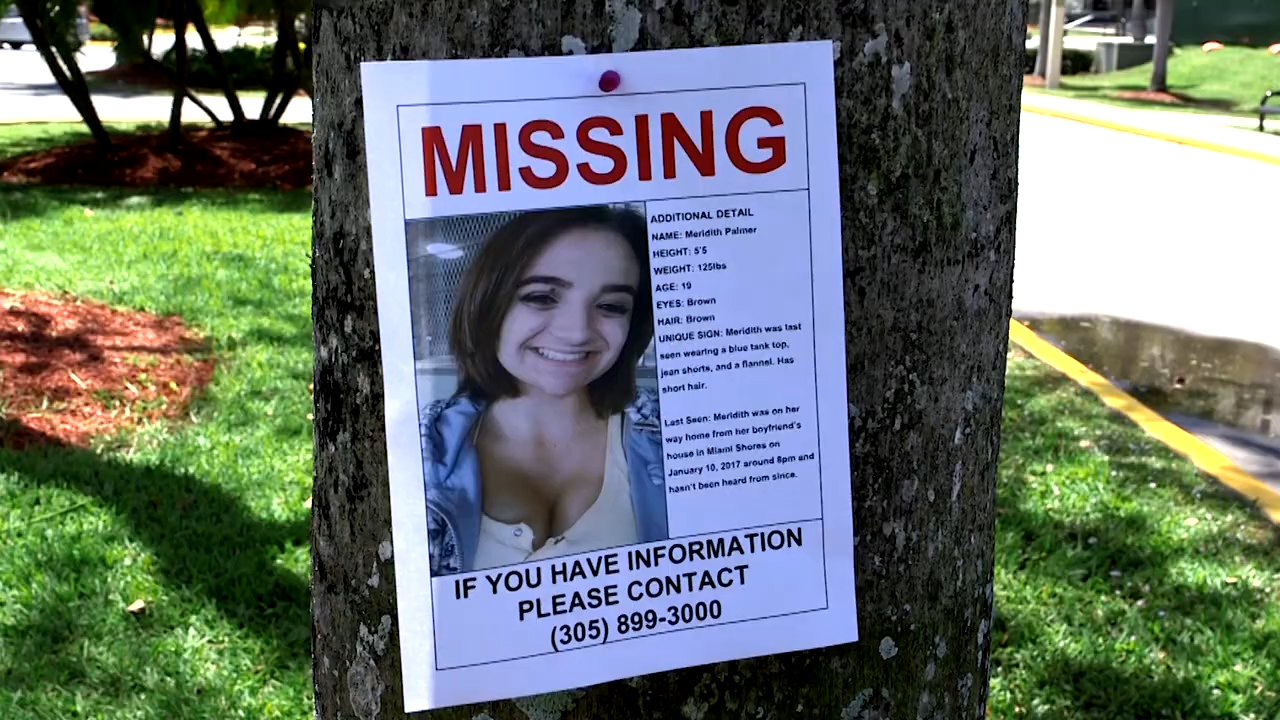 MISSING
ADDITIONAL DETAIL
NAME: Meridith Palmer
HEIGHT: 5'5
WEIGHT: 125lbs
AGE: 19
EYES: Brown
HAIR: Brown
UNIQUE SIGN: Meridith was last
seen wearing a blue tank top,
jean shorts, and a flannel. Has
short hair.
Last Seen: Meridith was on her
way home from her boyfriend's
house in Miami Shores on
January 10, 2017 around 8pm and
hasn't been heard from since.
IF YOU HAVE INFORMATION
PLEASE CONTACT
(305) 899-3000